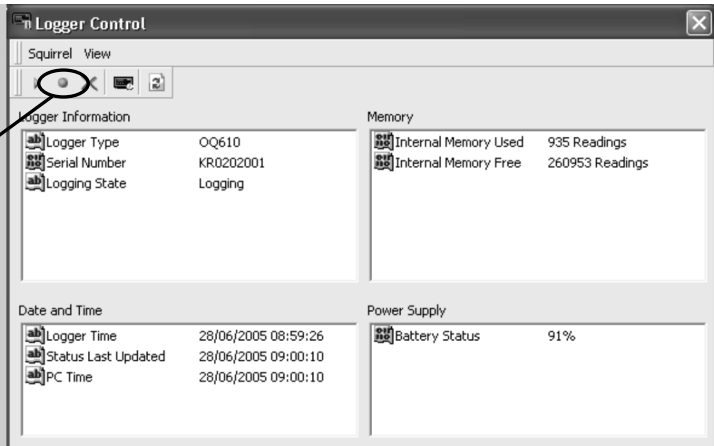 Logger Control
Squirrel View
Logger Information
Logger Type OQ610
Serial Number KR0202001
Logging State Logging
Memory
Internal Memory Used 935 Readings
Internal Memory Free 260953 Readings
Date and Time
Logger Time 28/06/2005 08:59:26
Status Last Updated 28/06/2005 09:00:10
PC Time 28/06/2005 09:00:10
Power Supply
Battery Status 91%